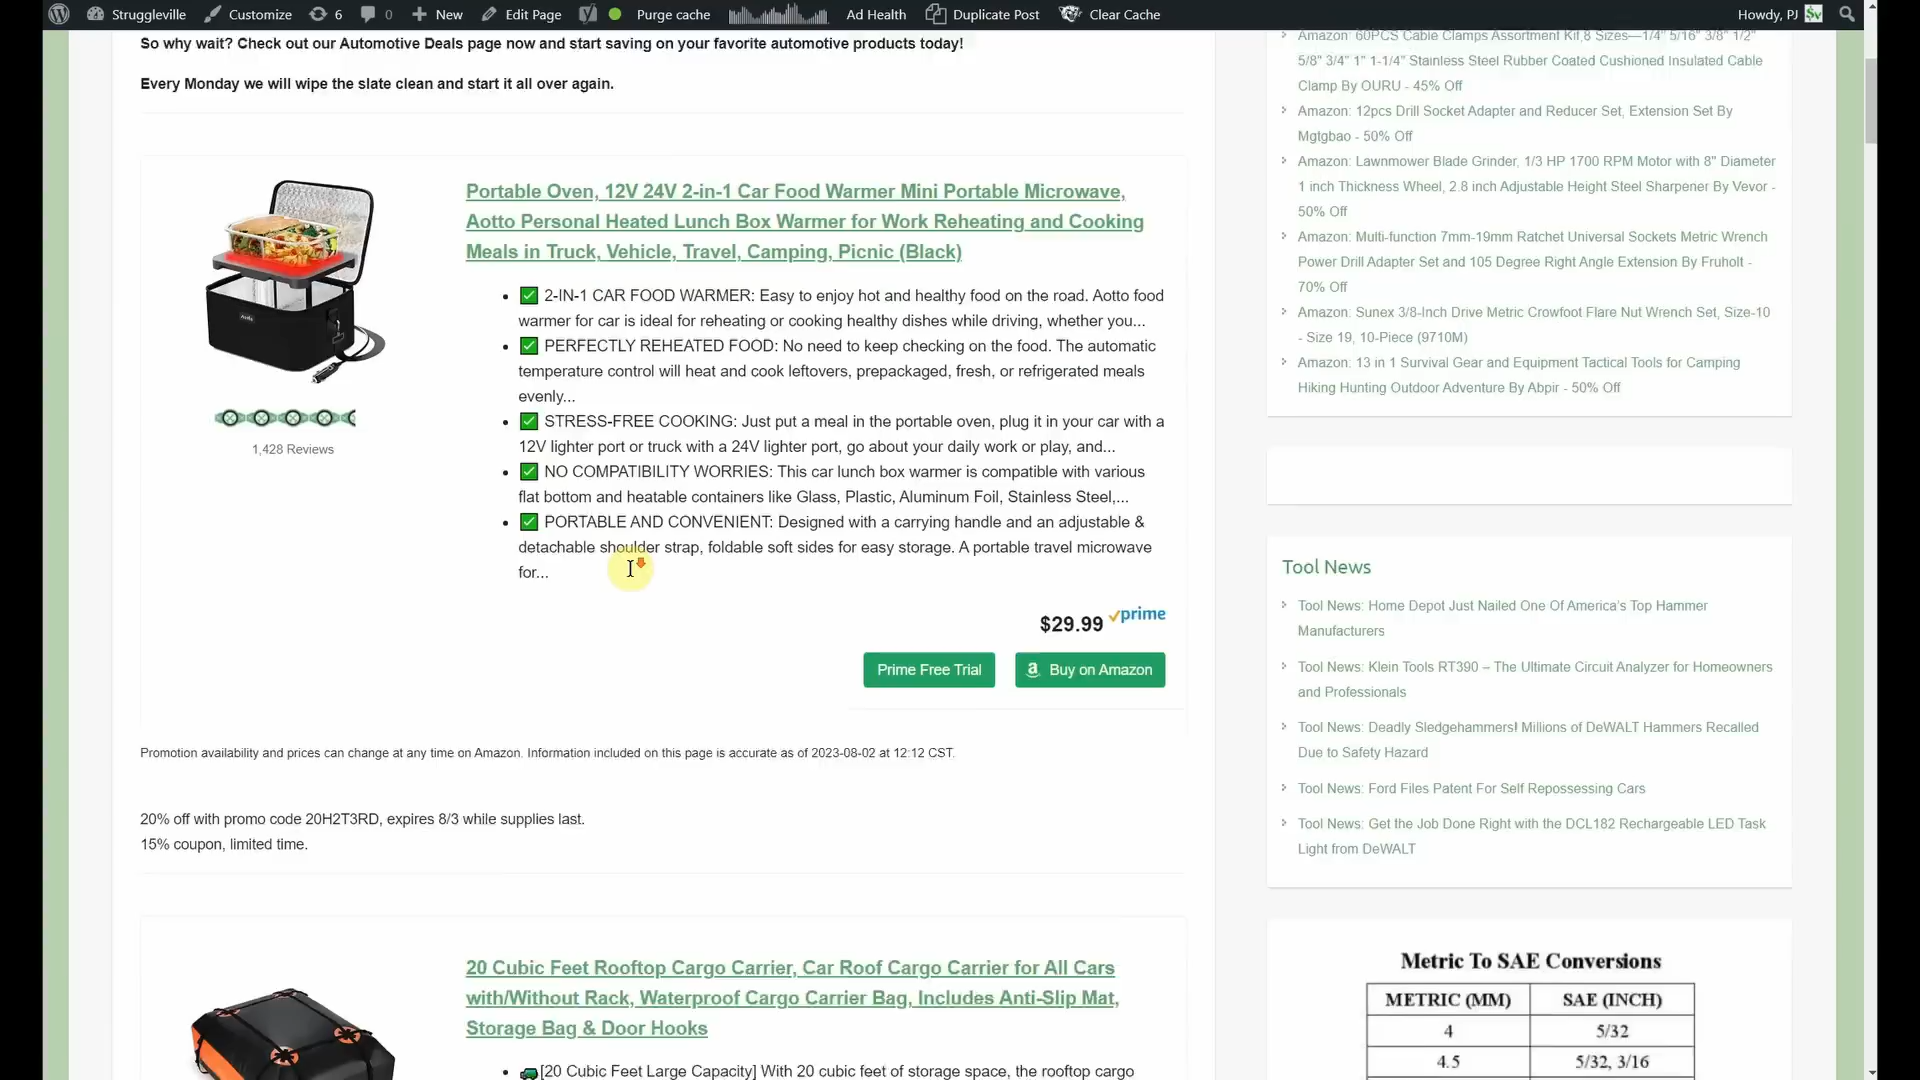 Struggleville
Customize
6
0
New
Edit Page
Purge cache
Ad Health
Duplicate Post
Clear Cache
Howdy, PJ
So why wait? Check out our Automotive Deals page now and start saving on your favorite automotive products today!
Every Monday we will wipe the slate clean and start it all over again.
Portable Oven, 12V 24V 2-in-1 Car Food Warmer Mini Portable Microwave,
Aotto Personal Heated Lunch Box Warmer for Work Reheating and Cooking
Meals in Truck, Vehicle, Travel, Camping, Picnic (Black)
1,428 Reviews
• ✅ 2-IN-1 CAR FOOD WARMER: Easy to enjoy hot and healthy food on the road. Aotto food
warmer for car is ideal for reheating or cooking healthy dishes while driving, whether you...
• ✅ PERFECTLY REHEATED FOOD: No need to keep checking on the food. The automatic
temperature control will heat and cook leftovers, prepackaged, fresh, or refrigerated meals
evenly...
• ✅ STRESS-FREE COOKING: Just put a meal in the portable oven, plug it in your car with a
12V lighter port or truck with a 24V lighter port, go about your daily work or play, and...
• ✅ NO COMPATIBILITY WORRIES: This car lunch box warmer is compatible with various
flat bottom and heatable containers like Glass, Plastic, Aluminum Foil, Stainless Steel,...
• ✅ PORTABLE AND CONVENIENT: Designed with a carrying handle and an adjustable &
detachable shoulder strap, foldable soft sides for easy storage. A portable travel microwave
for...
$29.99 prime
Prime Free Trial
Buy on Amazon
Promotion availability and prices can change at any time on Amazon. Information included on this page is accurate as of 2023-08-02 at 12:12 CST.
20% off with promo code 20H2T3RD, expires 8/3 while supplies last.
15% coupon, limited time.
20 Cubic Feet Rooftop Cargo Carrier, Car Roof Cargo Carrier for All Cars
with/Without Rack, Waterproof Cargo Carrier Bag, Includes Anti-Slip Mat,
Storage Bag & Door Hooks
• 🚙[20 Cubic Feet Large Capacity] With 20 cubic feet of storage space, the rooftop cargo
Amazon: 60PCS Cable Clamps Assortment Kit,8 Sizes—1/4" 5/16" 3/8" 1/2"
5/8" 3/4" 1" 1-1/4" Stainless Steel Rubber Coated Cushioned Insulated Cable
Clamp By OURU - 45% Off
Amazon: 12pcs Drill Socket Adapter and Reducer Set, Extension Set By
Mgtgbao - 50% Off
Amazon: Lawnmower Blade Grinder, 1/3 HP 1700 RPM Motor with 8" Diameter
1 inch Thickness Wheel, 2.8 inch Adjustable Height Steel Sharpener By Vevor -
50% Off
Amazon: Multi-function 7mm-19mm Ratchet Universal Sockets Metric Wrench
Power Drill Adapter Set and 105 Degree Right Angle Extension By Fruholt -
70% Off
Amazon: Sunex 3/8-Inch Drive Metric Crowfoot Flare Nut Wrench Set, Size-10
- Size 19, 10-Piece (9710M)
Amazon: 13 in 1 Survival Gear and Equipment Tactical Tools for Camping
Hiking Hunting Outdoor Adventure By Abpir - 50% Off
Tool News
Tool News: Home Depot Just Nailed One Of America's Top Hammer
Manufacturers
Tool News: Klein Tools RT390 – The Ultimate Circuit Analyzer for Homeowners
and Professionals
Tool News: Deadly Sledgehammers! Millions of DeWALT Hammers Recalled
Due to Safety Hazard
Tool News: Ford Files Patent For Self Repossessing Cars
Tool News: Get the Job Done Right with the DCL182 Rechargeable LED Task
Light from DeWALT
Metric To SAE Conversions
METRIC (MM) SAE (INCH)
4 5/32
4.5 5/32, 3/16